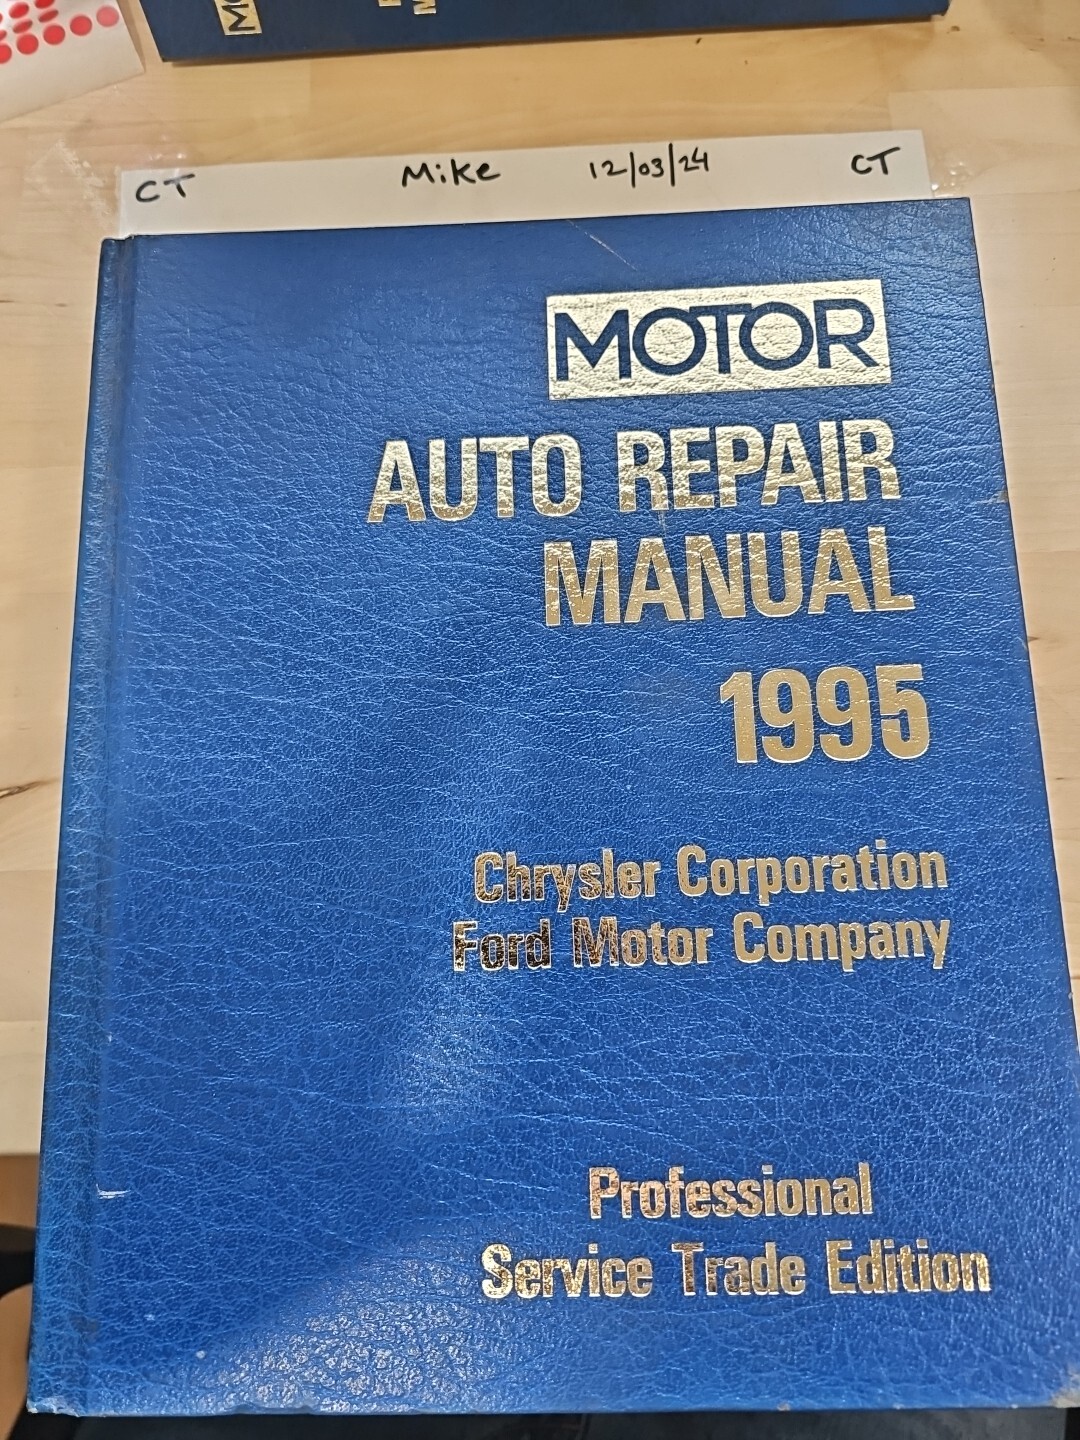 CT Mike 12/03/24 CT
MOTOR
AUTO REPAIR
MANUAL
1995
Chrysler Corporation
Ford Motor Company
Professional
Service Trade Edition